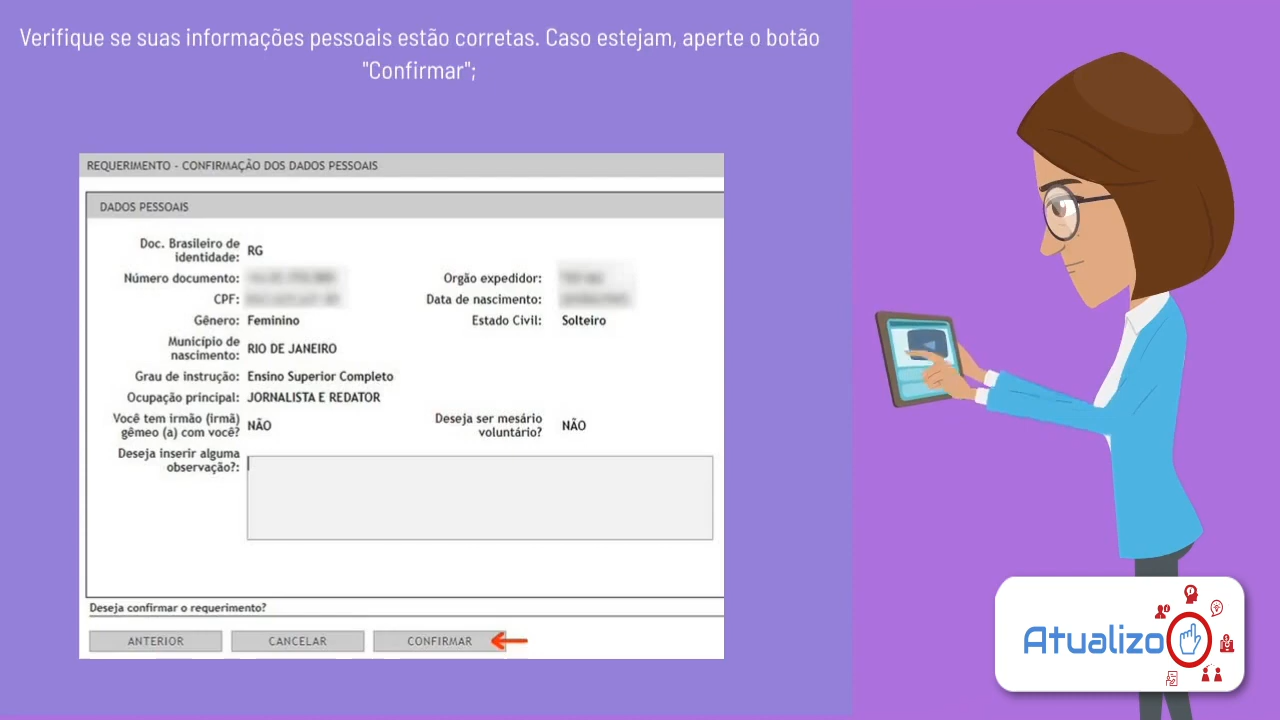 Verifique se suas informações pessoais estão corretas. Caso estejam, aperte o botão
"Confirmar";
REQUERIMENTO - CONFIRMAÇÃO DOS DADOS PESSOAIS
DADOS PESSOAIS
Doc. Brasileiro de
identidade: RG
Número documento:
Orgão expedidor:
CPF:
Data de nascimento:
Gênero: Feminino
Estado Civil: Solteiro
Município de
nascimento: RIO DE JANEIRO
Grau de instrução: Ensino Superior Completo
Ocupação principal: JORNALISTA E REDATOR
Você tem irmão (irmã)
gêmeo (a) com você? NÃO
Deseja ser mesário
voluntário? NÃO
Deseja inserir alguma
observação?:
Deseja confirmar o requerimento?
ANTERIOR CANCELAR CONFIRMAR
Atualizo